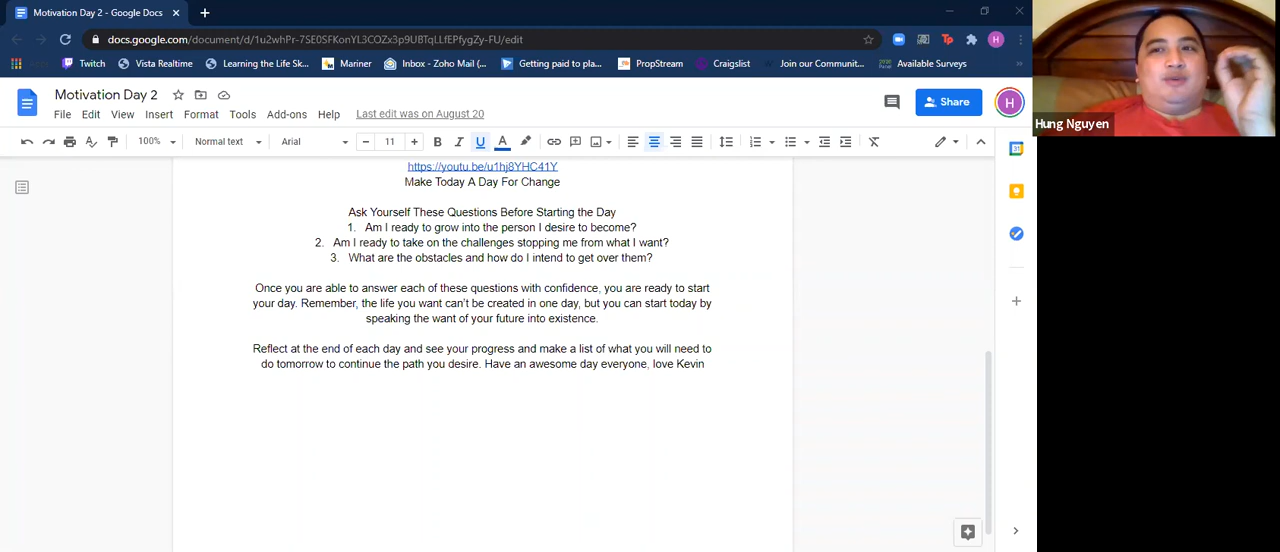 Motivation Day 2 - Google Docs
docs.google.com/document/d/1u2whPr-7SE0SFKonYL3COZx3p9UBTqLLfEPfygZy-FU/edit
Twitch
Vista Realtime
Learning the Life Sk...
Mariner
Inbox - Zoho Mail (...
Getting paid to pla...
PropStream
Craigslist
Join our Communit...
Available Surveys
Hung Nguyen
Motivation Day 2
Share
H
File Edit View Insert Format Tools Add-ons Help Last edit was on August 20
100% Normal text Arial 11
https://youtu.be/u1hj8YHC41Y
Make Today A Day For Change
Ask Yourself These Questions Before Starting the Day
1. Am I ready to grow into the person I desire to become?
2. Am I ready to take on the challenges stopping me from what I want?
3. What are the obstacles and how do I intend to get over them?
Once you are able to answer each of these questions with confidence, you are ready to start
your day. Remember, the life you want can't be created in one day, but you can start today by
speaking the want of your future into existence.
Reflect at the end of each day and see your progress and make a list of what you will need to
do tomorrow to continue the path you desire. Have an awesome day everyone, love Kevin